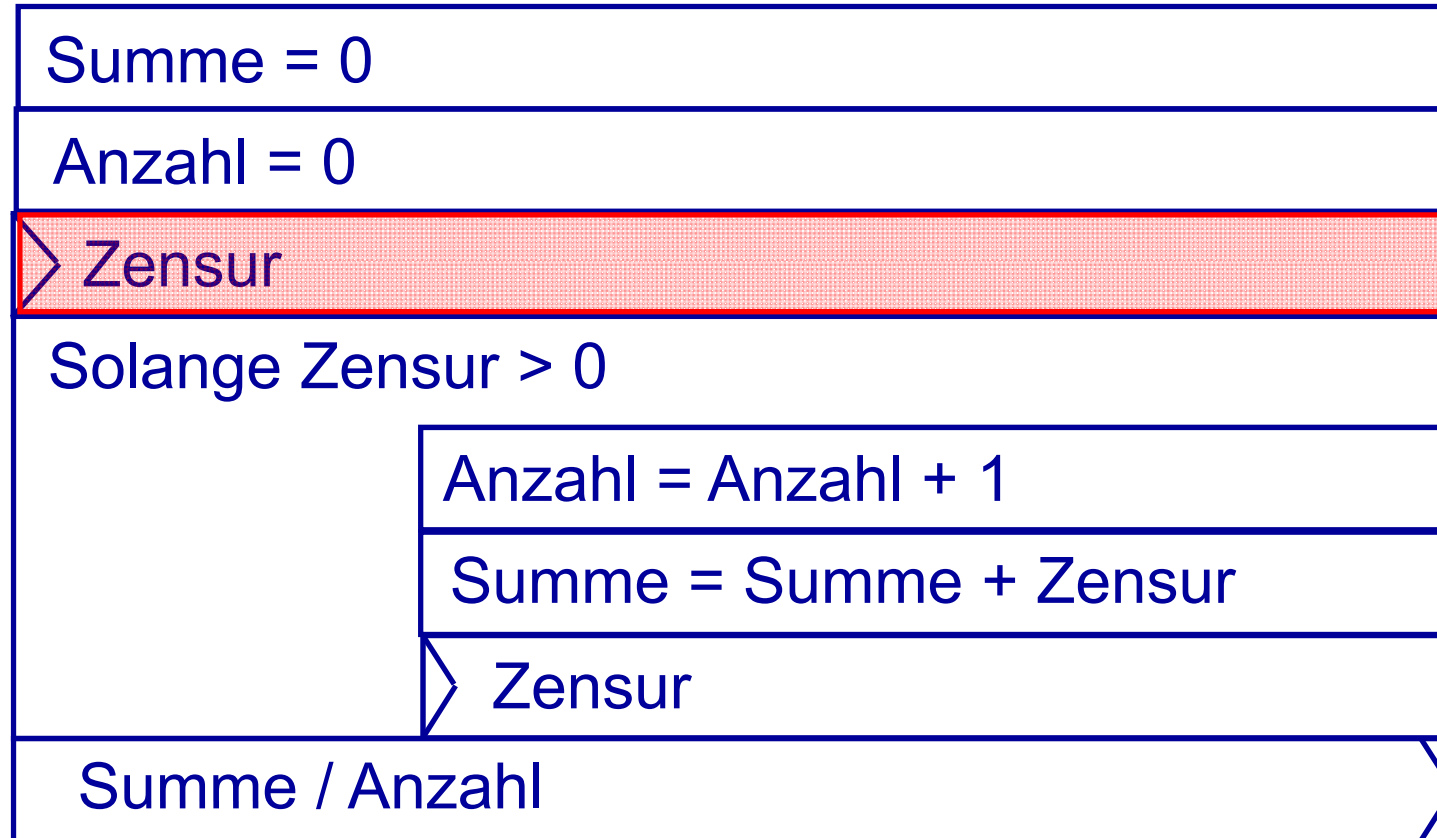 Summe = 0
Anzahl = 0
Zensur
Solange Zensur > 0
Anzahl = Anzahl + 1
Summe = Summe + Zensur
Zensur
Summe / Anzahl